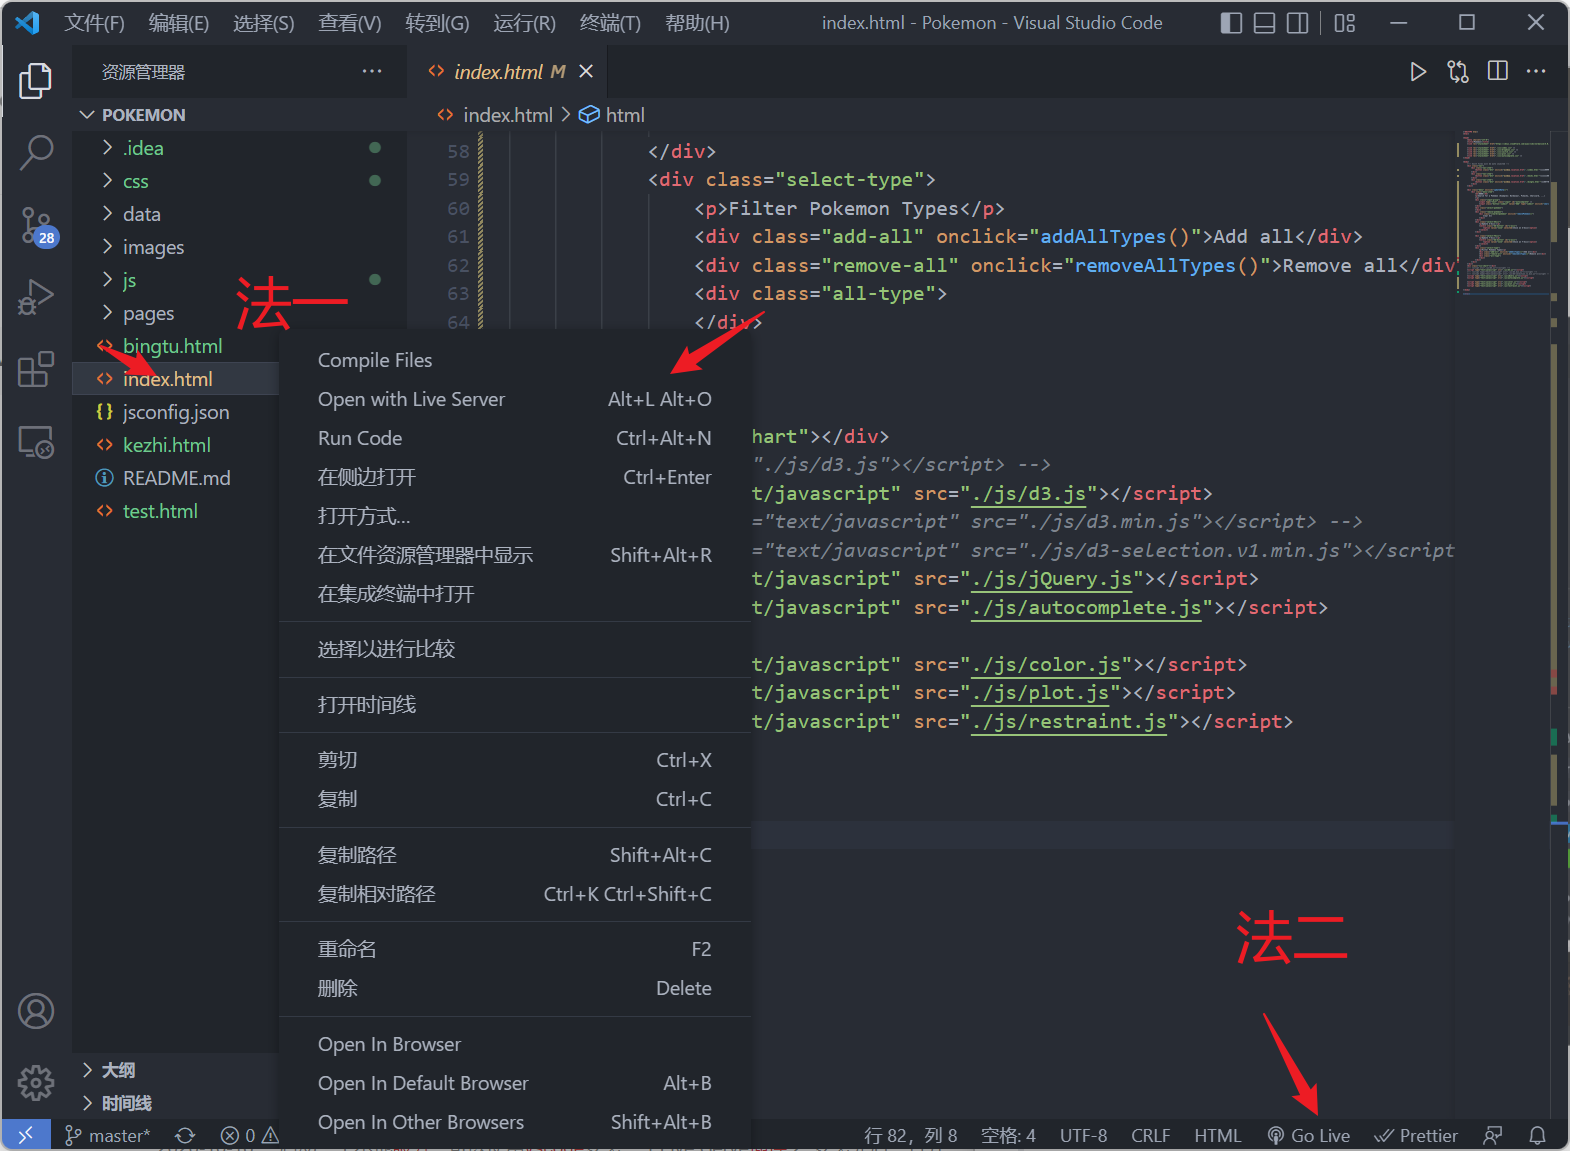 文件(F) 编辑(E) 选择(S) 查看(V) 转到(G) 运行(R) 终端(T) 帮助(H) index.html - Pokemon - Visual Studio Code
资源管理器
index.html M
POKEMON
index.html > html
.idea
css
data
images
js
pages
bingtu.html
index.html
jsconfig.json
kezhi.html
README.md
test.html
28
法一
58 </div>
59 <div class="select-type">
60 <p>Filter Pokemon Types</p>
61 <div class="add-all" onclick="addAllTypes()">Add all</div>
62 <div class="remove-all" onclick="removeAllTypes()">Remove all</div
63 <div class="all-type">
64 </div>
hart"></div>
="./js/d3.js"></script> -->
t/javascript" src="./js/d3.js"></script>
="text/javascript" src="./js/d3.min.js"></script> -->
="text/javascript" src="./js/d3-selection.v1.min.js"></script
t/javascript" src="./js/jQuery.js"></script>
t/javascript" src="./js/autocomplete.js"></script>
t/javascript" src="./js/color.js"></script>
t/javascript" src="./js/plot.js"></script>
t/javascript" src="./js/restraint.js"></script>
Compile Files
Open with Live Server Alt+L Alt+O
Run Code Ctrl+Alt+N
在侧边打开 Ctrl+Enter
打开方式...
在文件资源管理器中显示 Shift+Alt+R
在集成终端中打开
选择以进行比较
打开时间线
剪切 Ctrl+X
复制 Ctrl+C
复制路径 Shift+Alt+C
复制相对路径 Ctrl+K Ctrl+Shift+C
重命名 F2
删除 Delete
Open In Browser
Open In Default Browser Alt+B
Open In Other Browsers Shift+Alt+B
法二
大纲
时间线
master* 0 行 82, 列 8 空格: 4 UTF-8 CRLF HTML Go Live Prettier